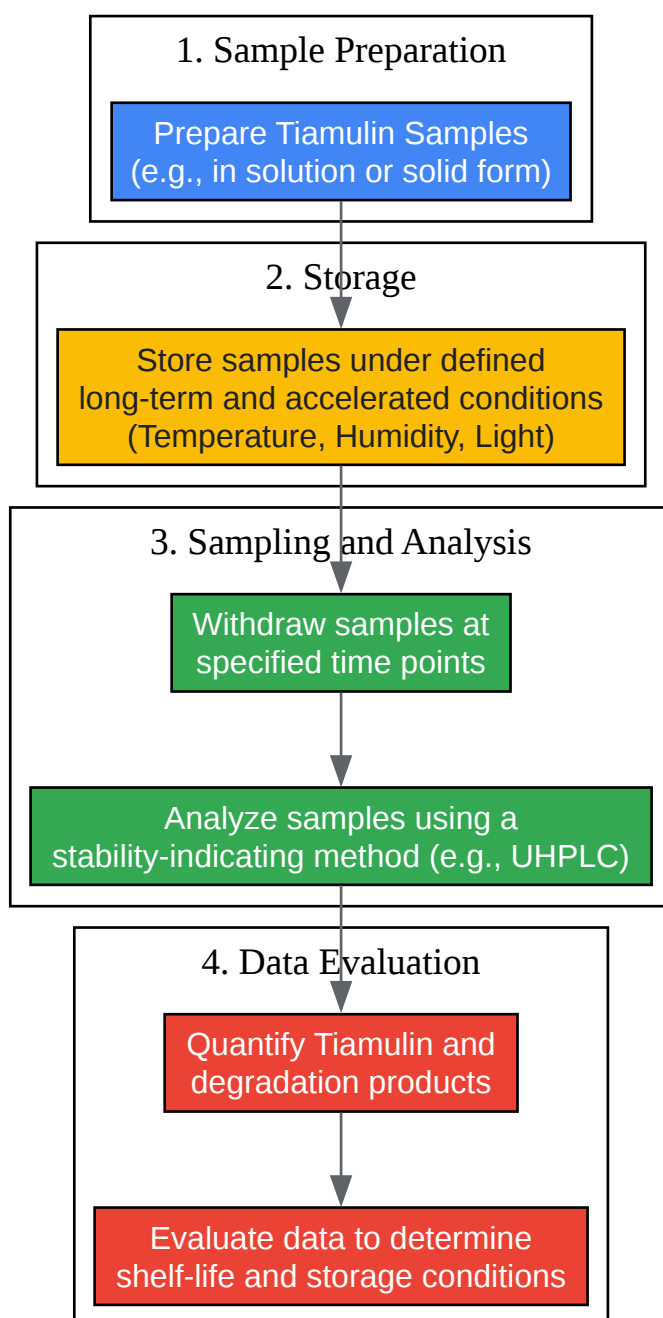 1. Sample Preparation
Prepare Tiamulin Samples
(e.g., in solution or solid form)
2. Storage
Store samples under defined
long-term and accelerated conditions
(Temperature, Humidity, Light)
3. Sampling and Analysis
Withdraw samples at
specified time points
Analyze samples using a
stability-indicating method (e.g., UHPLC)
4. Data Evaluation
Quantify Tiamulin and
degradation products
Evaluate data to determine
shelf-life and storage conditions